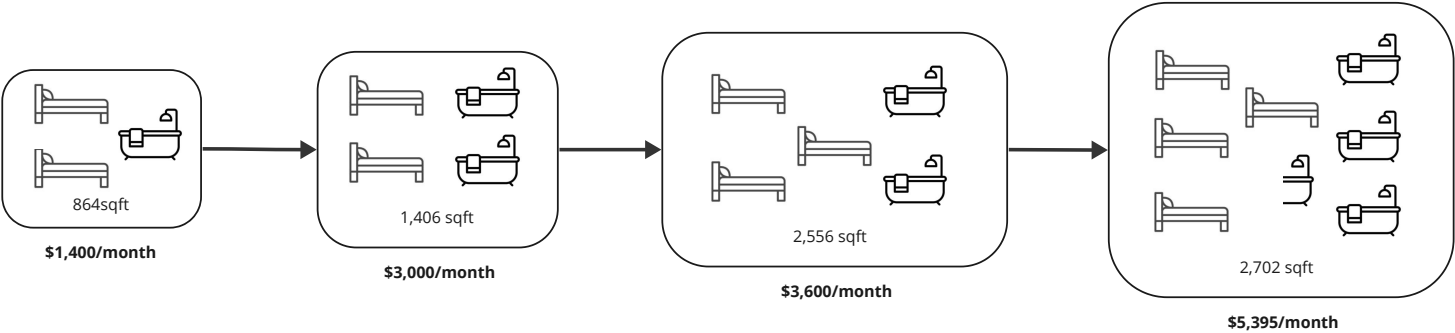 864sqft
$1,400/month
1,406 sqft
$3,000/month
2,556 sqft
$3,600/month
2,702 sqft
$5,395/month